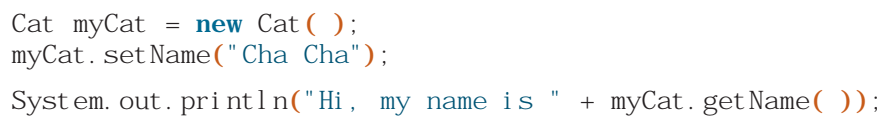 Cat myCat = new Cat( );
myCat.setName("Cha Cha");
System.out.println("Hi, my name is " + myCat.getName( ));